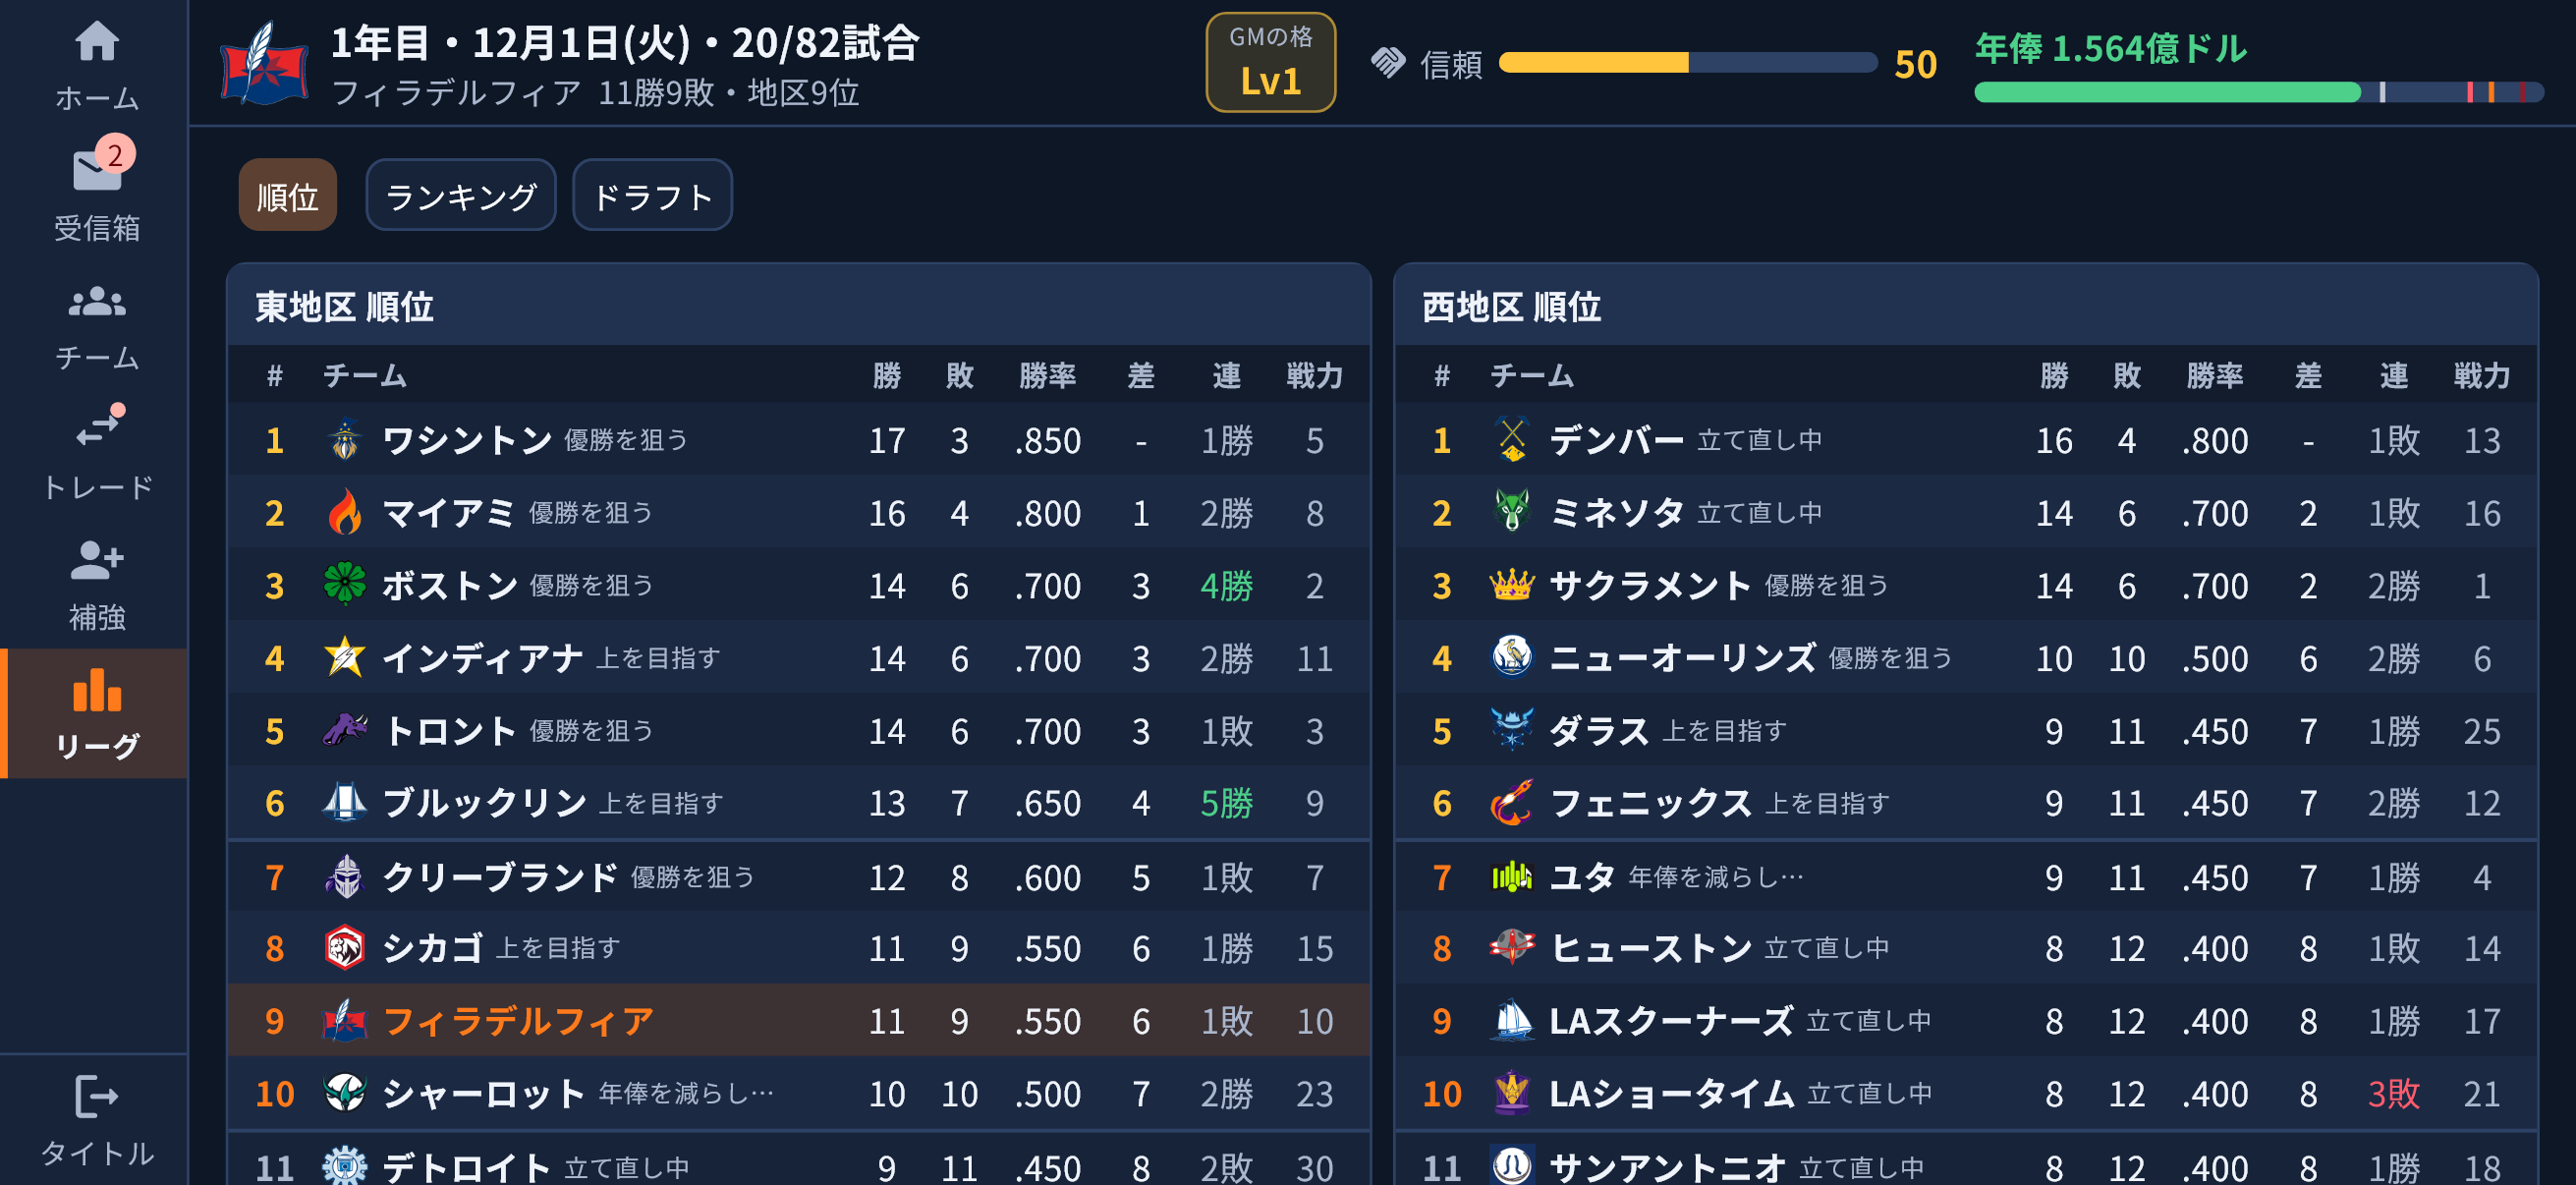 ホーム
2
受信箱
チーム
トレード
補強
リーグ
タイトル
1年目・12月1日(火)・20/82試合
フィラデルフィア 11勝9敗・地区9位
GMの格
Lv1
信頼 50
年俸 1.564億ドル
順位 ランキング ドラフト
東地区 順位
# チーム 勝 敗 勝率 差 連 戦力
1 ワシントン 優勝を狙う 17 3 .850 - 1勝 5
2 マイアミ 優勝を狙う 16 4 .800 1 2勝 8
3 ボストン 優勝を狙う 14 6 .700 3 4勝 2
4 インディアナ 上を目指す 14 6 .700 3 2勝 11
5 トロント 優勝を狙う 14 6 .700 3 1敗 3
6 ブルックリン 上を目指す 13 7 .650 4 5勝 9
7 クリーブランド 優勝を狙う 12 8 .600 5 1敗 7
8 シカゴ 上を目指す 11 9 .550 6 1勝 15
9 フィラデルフィア 11 9 .550 6 1敗 10
10 シャーロット 年俸を減らし… 10 10 .500 7 2勝 23
11 デトロイト 立て直し中 9 11 .450 8 2敗 30
西地区 順位
# チーム 勝 敗 勝率 差 連 戦力
1 デンバー 立て直し中 16 4 .800 - 1敗 13
2 ミネソタ 立て直し中 14 6 .700 2 1敗 16
3 サクラメント 優勝を狙う 14 6 .700 2 2勝 1
4 ニューオーリンズ 優勝を狙う 10 10 .500 6 2勝 6
5 ダラス 上を目指す 9 11 .450 7 1勝 25
6 フェニックス 上を目指す 9 11 .450 7 2勝 12
7 ユタ 年俸を減らし… 9 11 .450 7 1勝 4
8 ヒューストン 立て直し中 8 12 .400 8 1敗 14
9 LAスクーナーズ 立て直し中 8 12 .400 8 1勝 17
10 LAショータイム 立て直し中 8 12 .400 8 3敗 21
11 サンアントニオ 立て直し中 8 12 .400 8 1勝 18